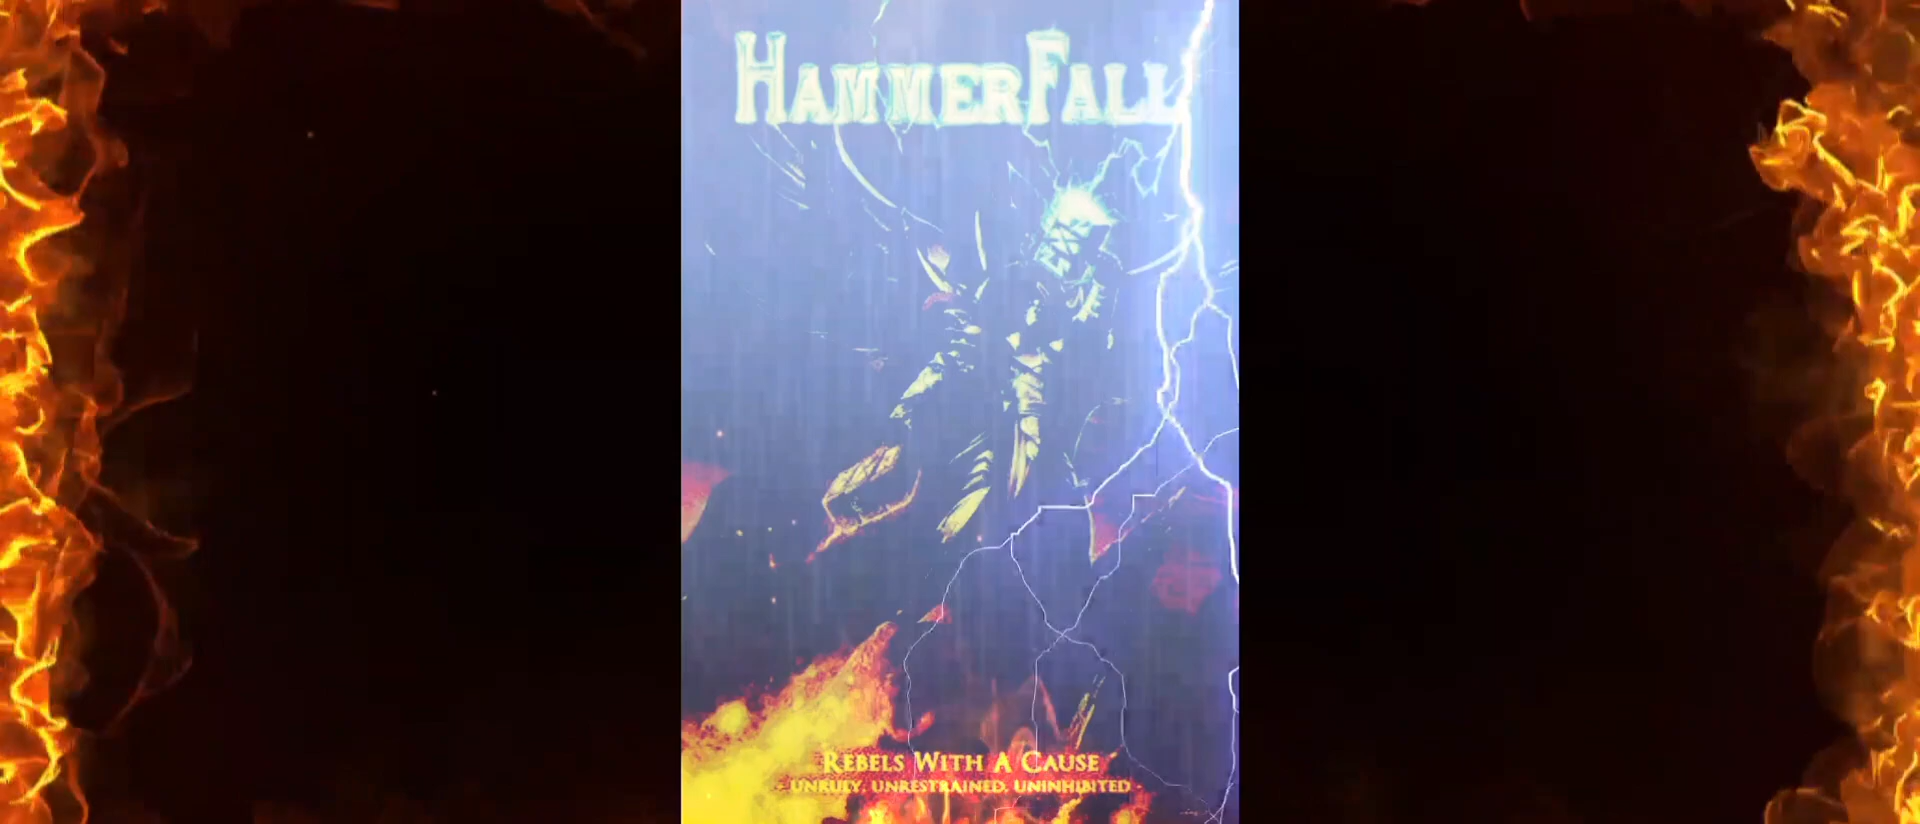 HAMMERFALL
REBELS WITH A CAUSE
- UNRULY, UNRESTRAINED, UNINHIBITED -